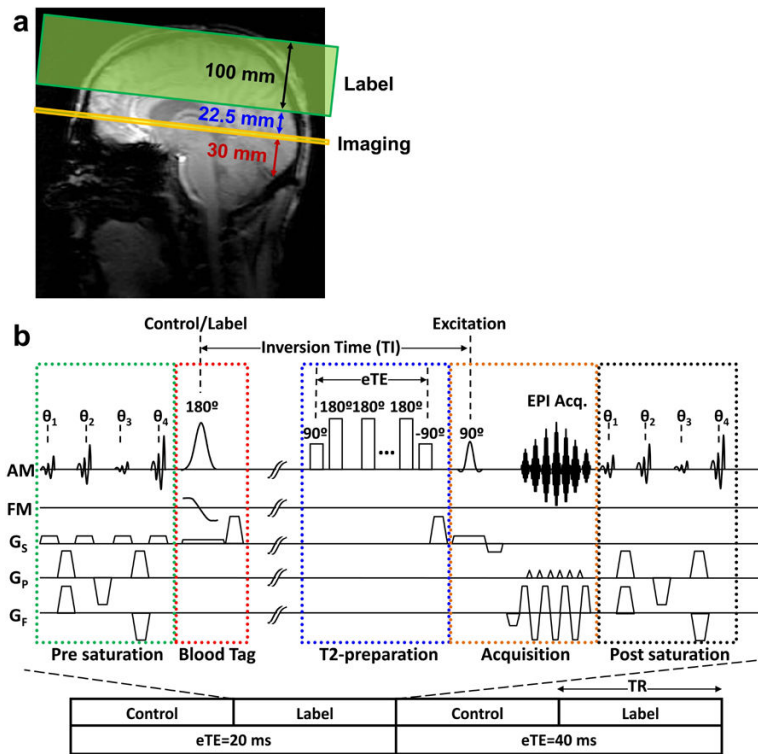 a
100 mm
Label
22.5 mm
Imaging
30 mm
b
Control/Label
Excitation
Inversion Time (TI)
eTE
EPI Acq.
θ1 θ2 θ3 θ4
180º
180º 180º 180º
90º
...
-90º
90º
θ1 θ2 θ3 θ4
AM
FM
GS
GP
GF
Pre saturation Blood Tag T2-preparation Acquisition Post saturation
TR
Control Label Control Label
eTE=20 ms eTE=40 ms